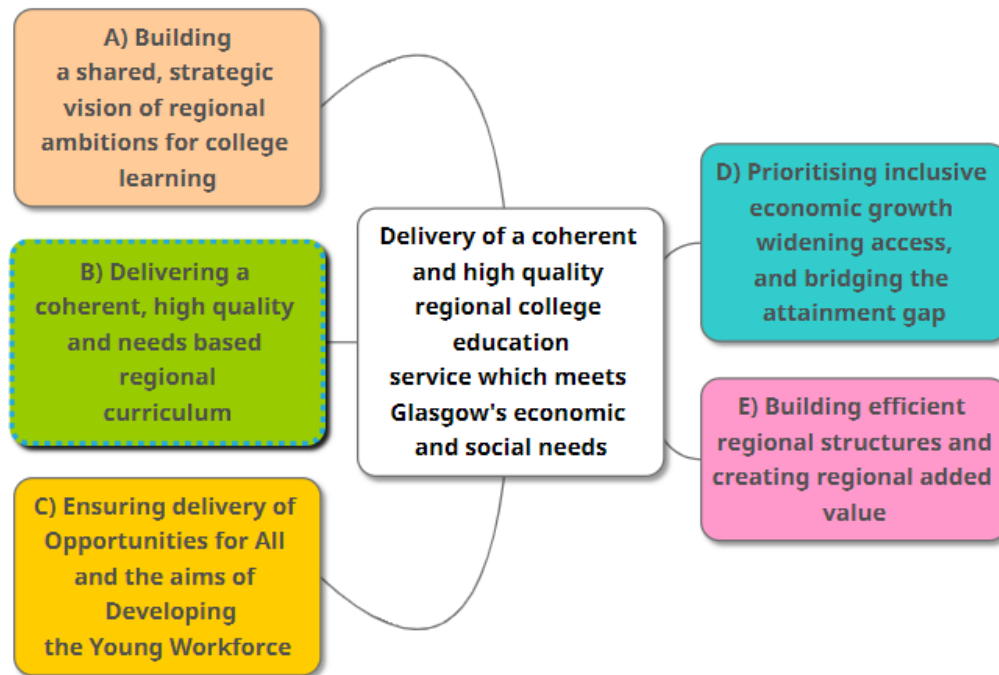 A) Building
a shared, strategic
vision of regional
ambitions for college
learning
B) Delivering a
coherent, high quality
and needs based
regional
curriculum
C) Ensuring delivery of
Opportunities for All
and the aims of
Developing
the Young Workforce
Delivery of a coherent
and high quality
regional college
education
service which meets
Glasgow's economic
and social needs
D) Prioritising inclusive
economic growth
widening access,
and bridging the
attainment gap
E) Building efficient
regional structures and
creating regional added
value